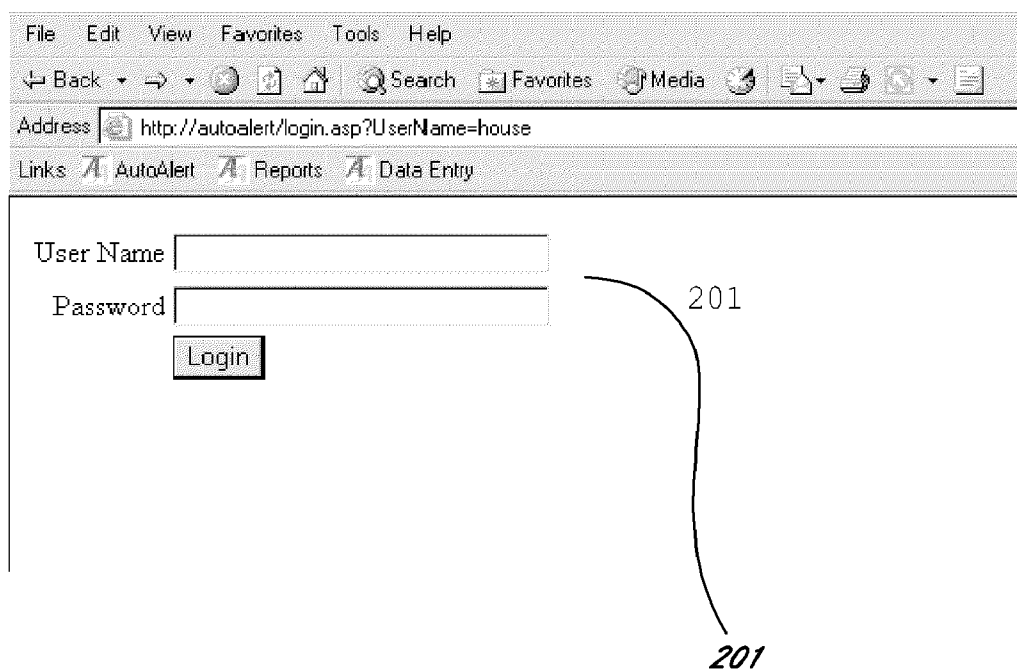 File Edit View Favorites Tools Help
Back Search Favorites Media
Address http://autoalert/login.asp?UserName=house
Links AutoAlert Reports Data Entry
User Name
Password
201
Login
201